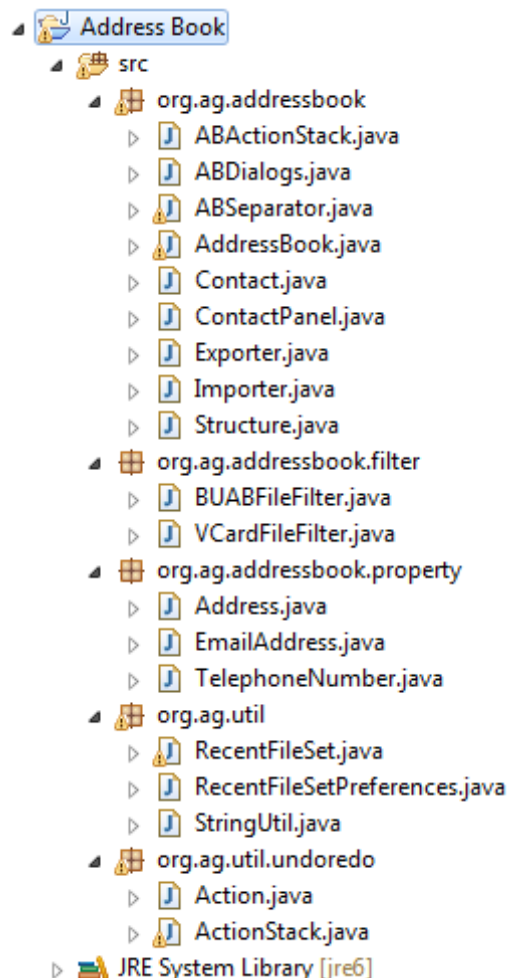 Address Book
src
org.ag.addressbook
ABActionStack.java
ABDialogs.java
ABSeparator.java
AddressBook.java
Contact.java
ContactPanel.java
Exporter.java
Importer.java
Structure.java
org.ag.addressbook.filter
BUABFileFilter.java
VCardFileFilter.java
org.ag.addressbook.property
Address.java
EmailAddress.java
TelephoneNumber.java
org.ag.util
RecentFileSet.java
RecentFileSetPreferences.java
StringUtil.java
org.ag.util.undoredo
Action.java
ActionStack.java
JRE System Library [jre6]